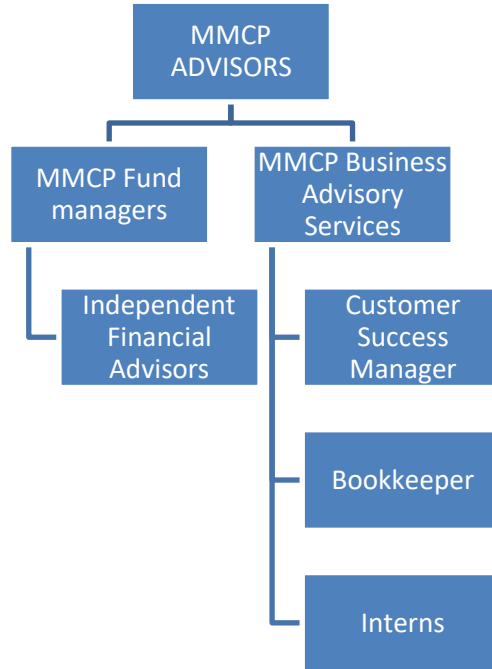 MMCP
ADVISORS
MMCP Fund
managers
MMCP Business
Advisory
Services
Independent
Financial
Advisors
Customer
Success
Manager
Bookkeeper
Interns